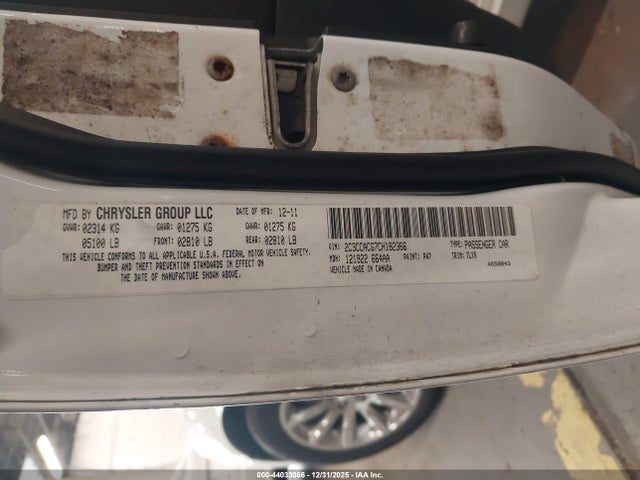 MFD BY CHRYSLER GROUP LLC DATE OF MFR: 12-11
GVWR: 02314 KG GAWR: 01275 KG GAWR: 01275 KG
05100 LB FRONT: 02810 LB REAR: 02810 LB
THIS VEHICLE CONFORMS TO ALL APPLICABLE U.S. FEDERAL MOTOR VEHICLE SAFETY,
BUMPER AND THEFT PREVENTION STANDARDS IN EFFECT ON
THE DATE OF MANUFACTURE SHOWN ABOVE
VIN: 2C3CCACG7CH182366 TYPE: PASSENGER CAR
MDH: 121922 664AA PAINT: PW7 TRIM: TLX9
VEHICLE MADE IN CANADA 4650043
000-44033086 - 12/31/2025 - IAA Inc.